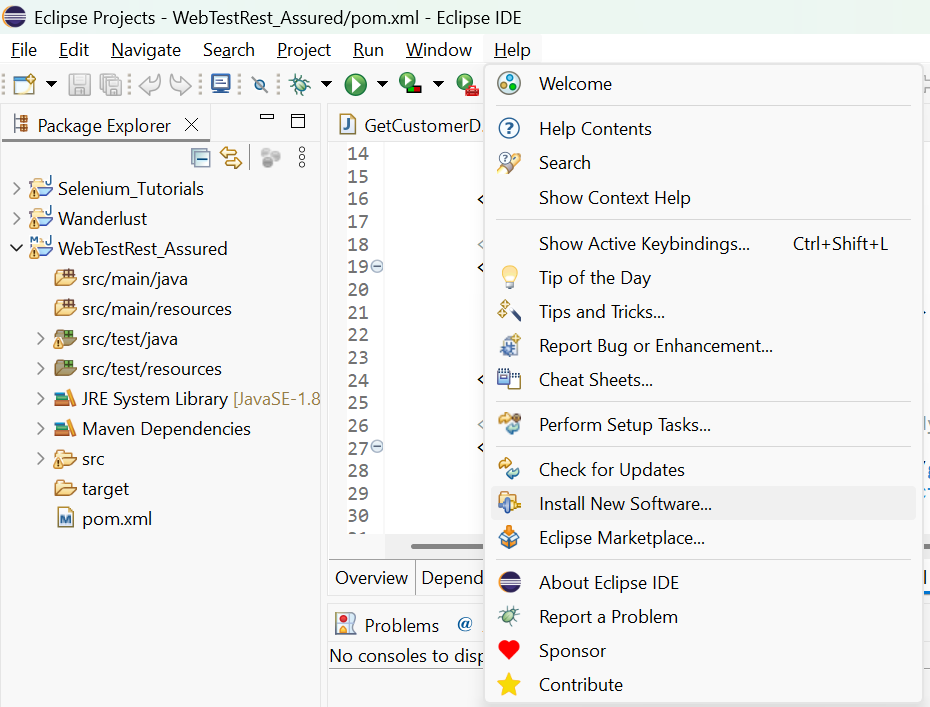 Eclipse Projects - WebTestRest_Assured/pom.xml - Eclipse IDE
File Edit Navigate Search Project Run Window Help
Package Explorer
Selenium_Tutorials
Wanderlust
WebTestRest_Assured
src/main/java
src/main/resources
src/test/java
src/test/resources
JRE System Library [JavaSE-1.8
Maven Dependencies
src
target
pom.xml
GetCustomerD
14
15
16 <
17
18 <
19 <
20
21
22
23
24 <
25
26 <
27 <
28
29
30
Overview Depend
Problems @
No consoles to disp
Welcome
Help Contents
Search
Show Context Help
Show Active Keybindings... Ctrl+Shift+L
Tip of the Day
Tips and Tricks...
Report Bug or Enhancement...
Cheat Sheets...
Perform Setup Tasks...
Check for Updates
Install New Software...
Eclipse Marketplace...
About Eclipse IDE
Report a Problem
Sponsor
Contribute